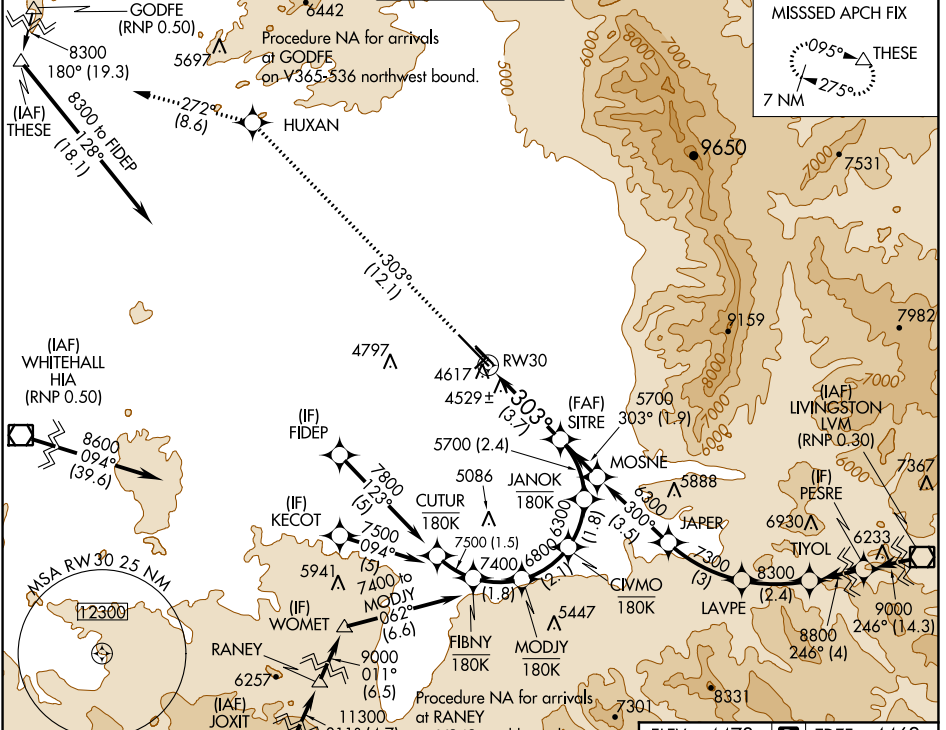 GODFE
(RNP 0.50)
6442
5697
Procedure NA for arrivals
at GODFE
on V365-536 northwest bound.
8300
180° (19.3)
(IAF)
THESE
8300 to FIDEP
128°
(18.1)
272°
(8.6)
HUXAN
5000
6000
9000
8000
7000
9650
MISSSED APCH FIX
THESE
095°
275°
7 NM
7000
7531
303°
(12.1)
9159
7982
8000
7000
6000
(IAF)
WHITEHALL
HIA
(RNP 0.50)
8600
094°
(39.6)
4797
4617
4529±
RW30
303°
(3.7)
(FAF)
SITRE
5700
303° (1.9)
5700 (2.4)
MOSNE
(IAF)
LIVINGSTON
LVM
(RNP 0.30)
6000
7367
(IF)
FIDEP
7800
123°
(5)
(IF)
KECOT
7500
094°
(5)
CUTUR
180K
5086
JANOK
180K
5888
6300
300°
(3.5)
JAPER
(IF)
PESRE
6930
6233
TIYOL
7500 (1.5)
7400
(1.8)
6800
(2.1)
6300
(1.8)
7300
(3)
LAVPE
8300
(2.4)
8800
246° (4)
9000
246° (14.3)
CIVMO
180K
5941
7400 to
MODJY
062°
(6.6)
(IF)
WOMET
FIBNY
180K
MODJY
180K
5447
MSA RW30 25 NM
12300
RANEY
6257
9000
011°
(6.5)
(IAF)
JOXIT
11300
Procedure NA for arrivals
at RANEY
7301
8331